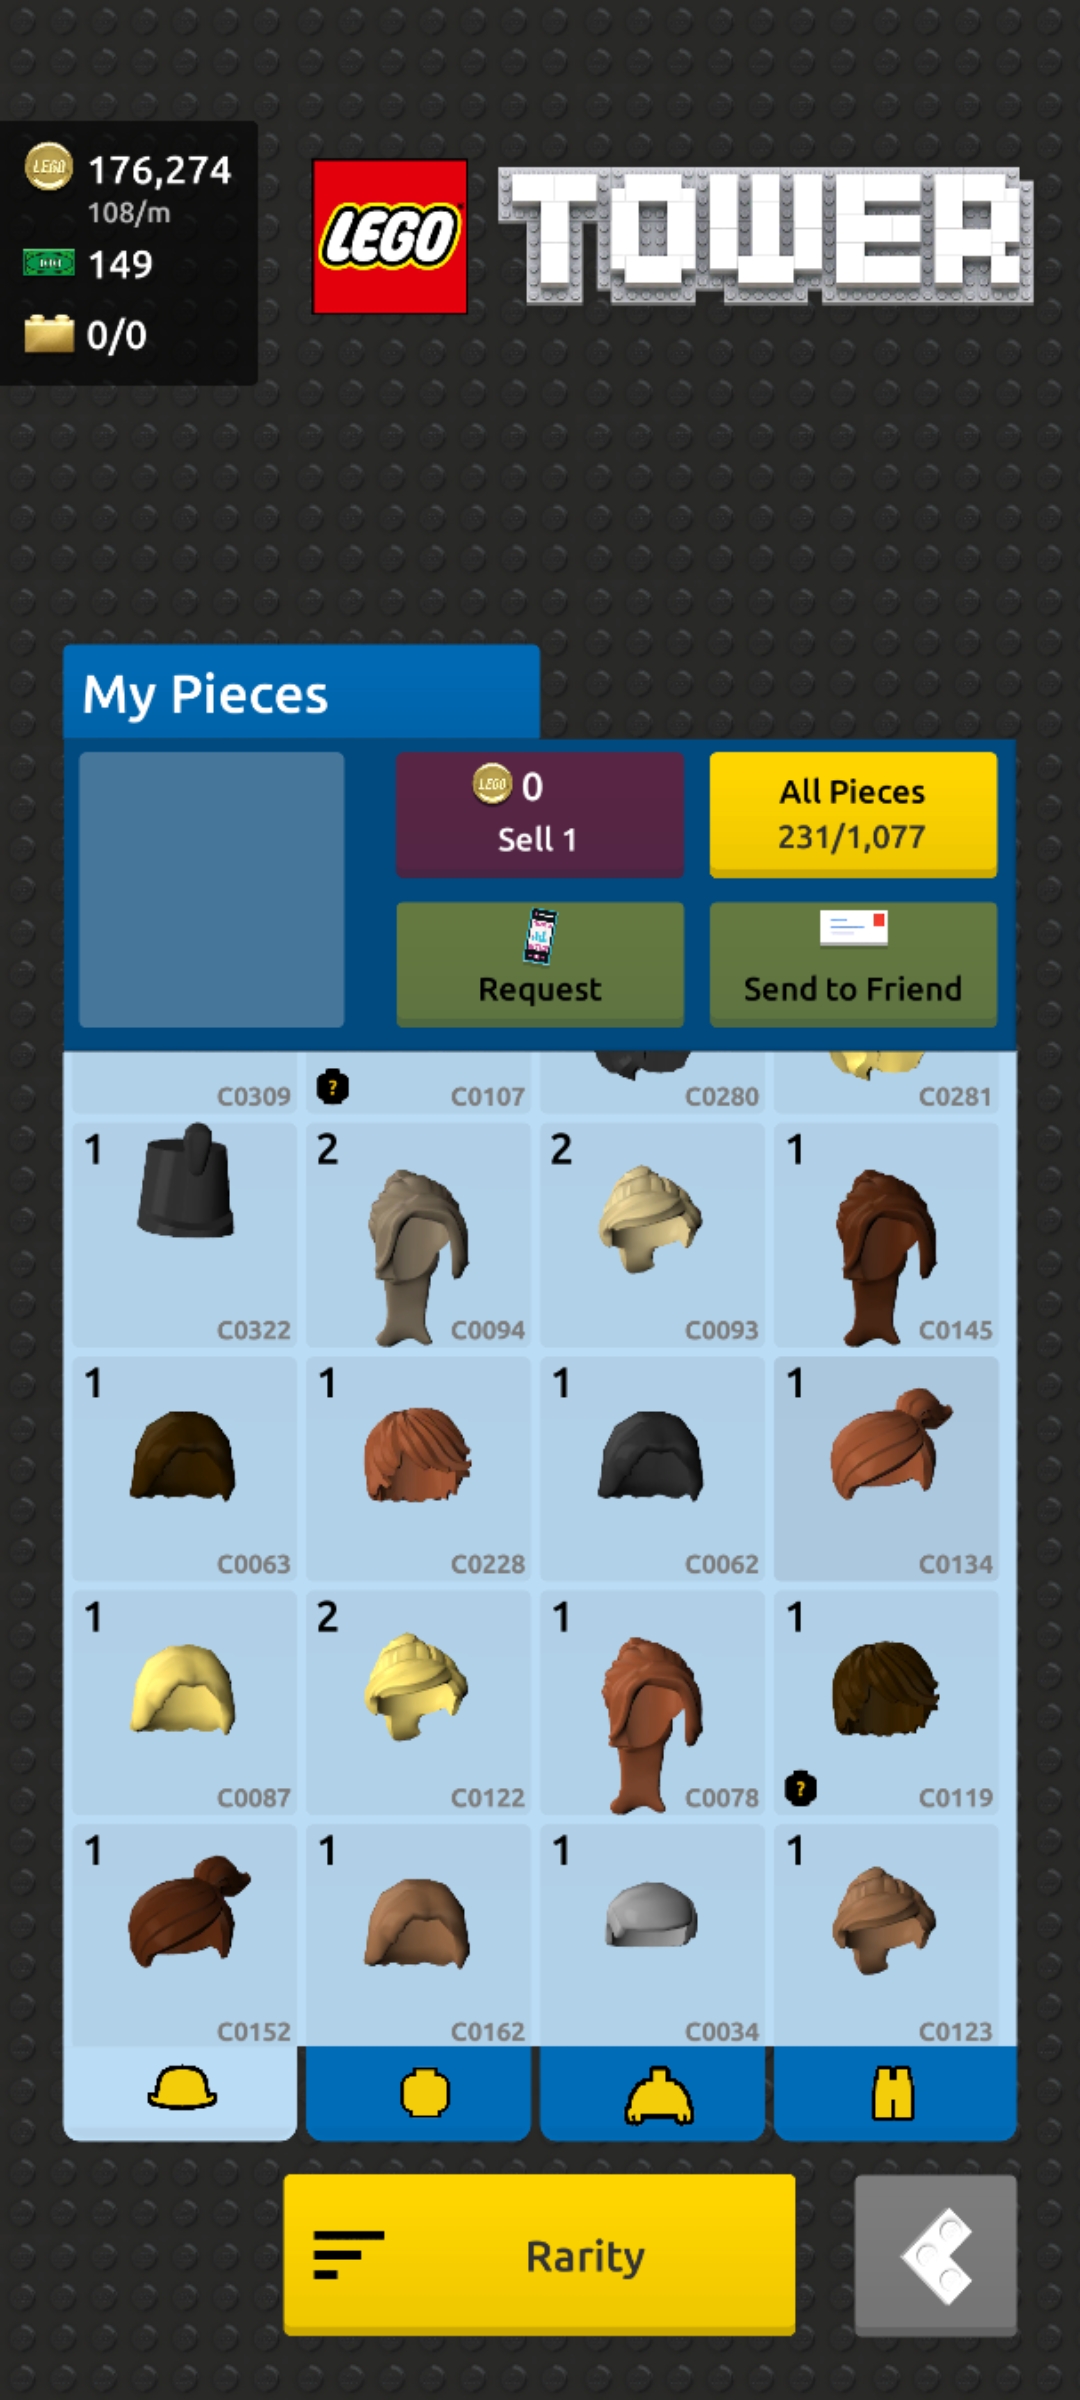 LEGO 176,274
108/m
149
0/0
LEGO
TOWER
My Pieces
LEGO 0
Sell 1
All Pieces
231/1,077
Request
Send to Friend
C0309
? C0107
C0280
C0281
1
C0322
2
C0094
2
C0093
1
C0145
1
C0063
1
C0228
1
C0062
1
C0134
1
C0087
2
C0122
1
C0078
1
? C0119
1
C0152
1
C0162
1
C0034
1
C0123
Rarity